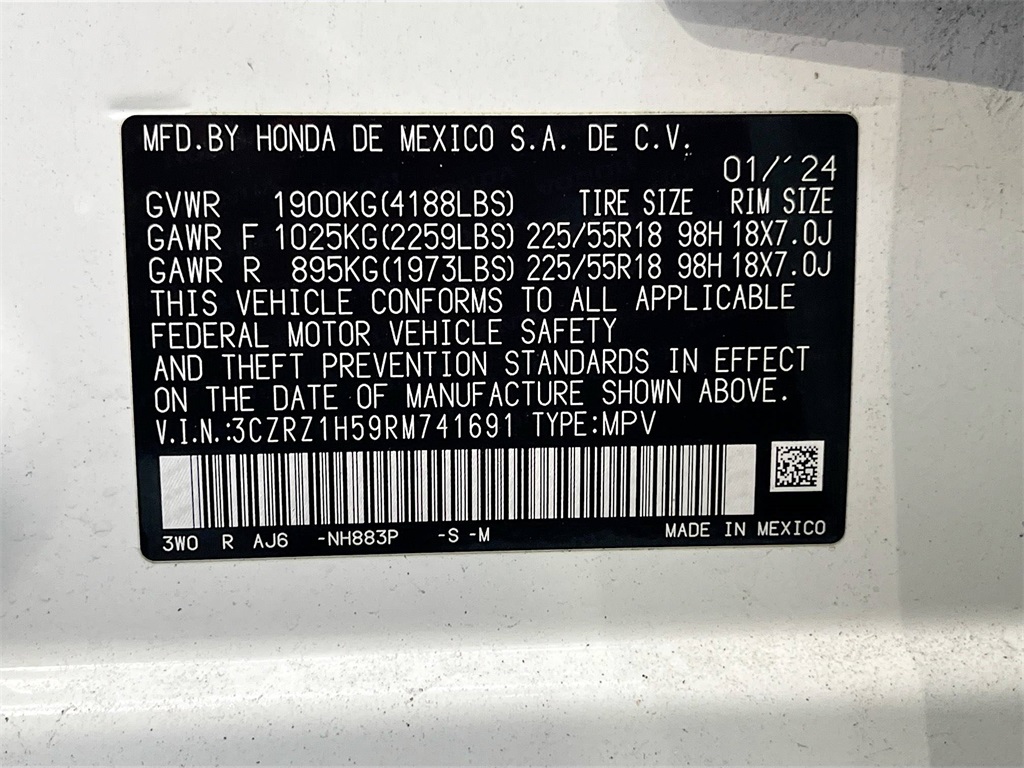 MFD.BY HONDA DE MEXICO S.A. DE C.V.
01/´24
GVWR 1900KG(4188LBS) TIRE SIZE RIM SIZE
GAWR F 1025KG(2259LBS) 225/55R18 98H 18X7.0J
GAWR R 895KG(1973LBS) 225/55R18 98H 18X7.0J
THIS VEHICLE CONFORMS TO ALL APPLICABLE
FEDERAL MOTOR VEHICLE SAFETY
AND THEFT PREVENTION STANDARDS IN EFFECT
ON THE DATE OF MANUFACTURE SHOWN ABOVE.
V.I.N.:3CZRZ1H59RM741691 TYPE:MPV
3W0 R AJ6 -NH883P -S -M MADE IN MEXICO